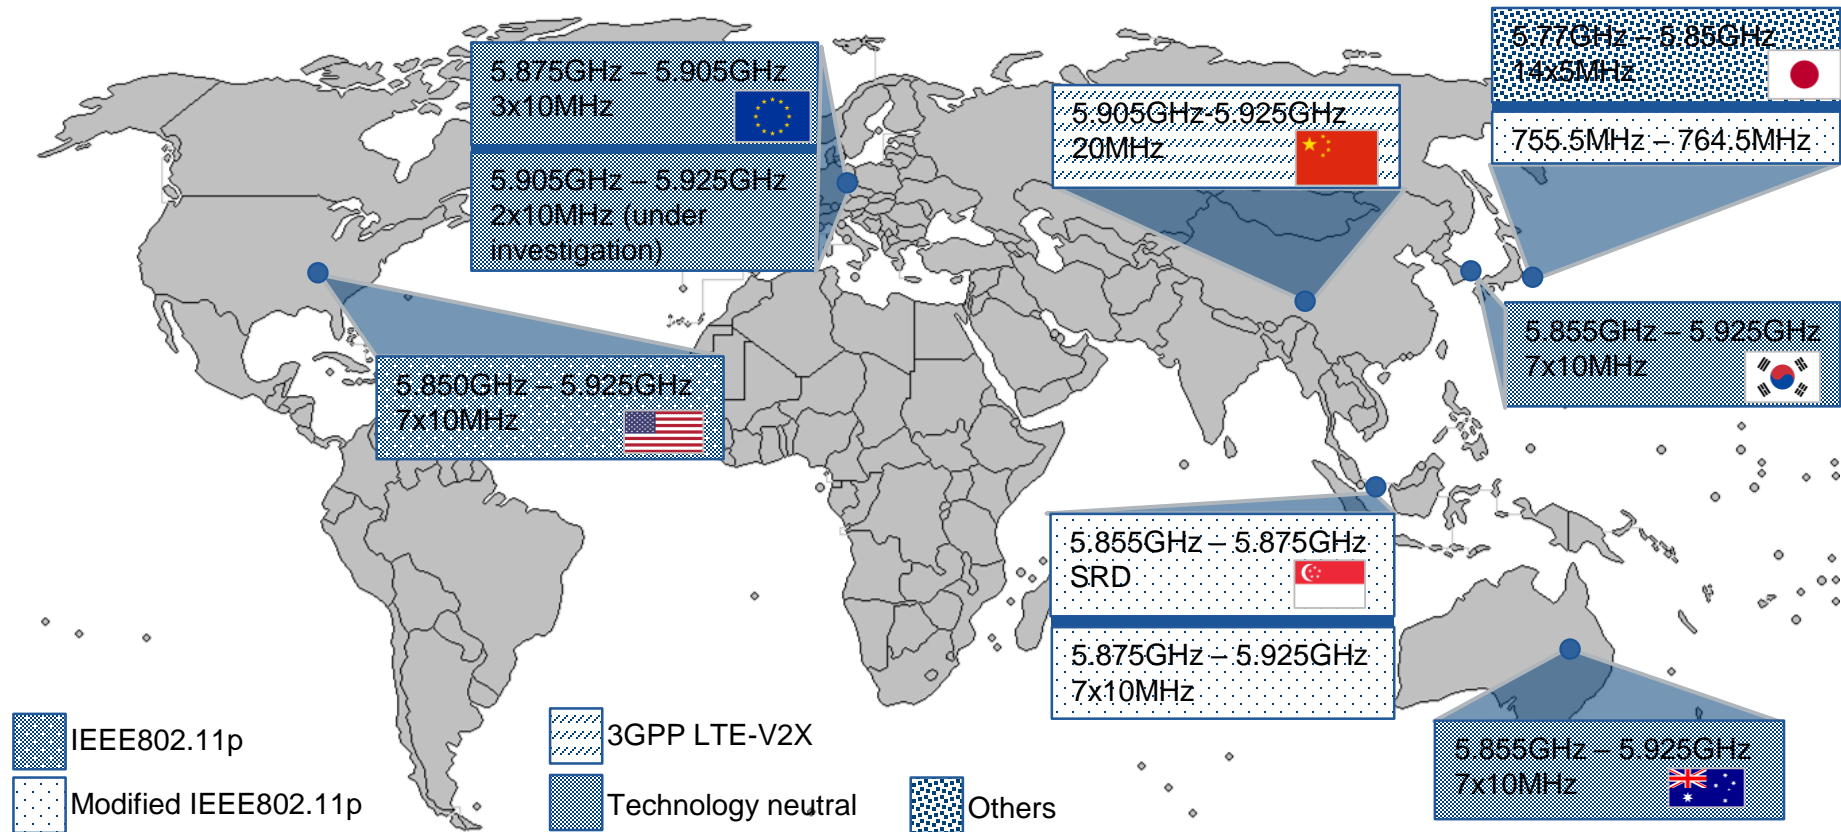 5.875GHz – 5.905GHz
3x10MHz
5.905GHz – 5.925GHz
2x10MHz (under
investigation)
5.905GHz-5.925GHz
20MHz
5.77GHz – 5.85GHz
14x5MHz
755.5MHz – 764.5MHz
5.855GHz – 5.925GHz
7x10MHz
5.850GHz – 5.925GHz
7x10MHz
5.855GHz – 5.875GHz
SRD
5.875GHz – 5.925GHz
7x10MHz
5.855GHz – 5.925GHz
7x10MHz
IEEE802.11p
Modified IEEE802.11p
3GPP LTE-V2X
Technology neutral
Others